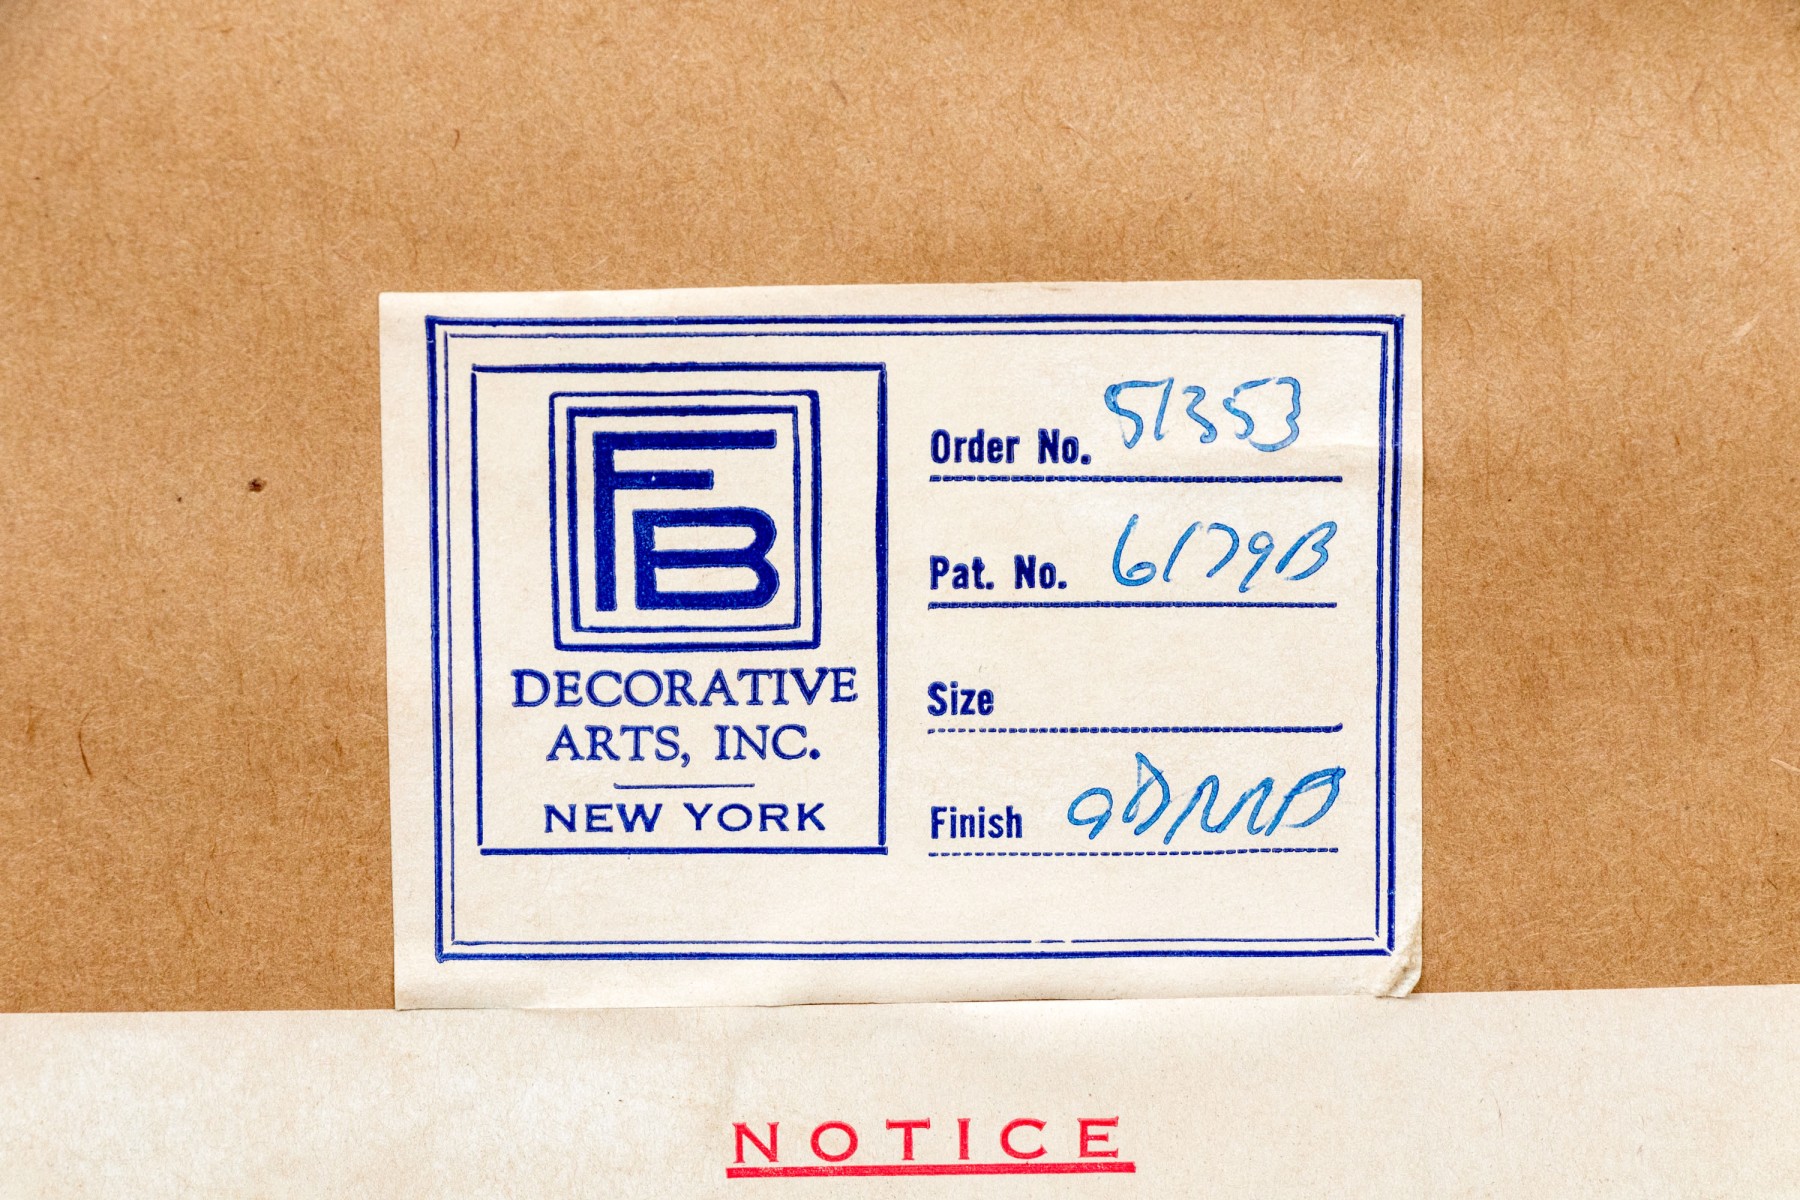 FB
DECORATIVE
ARTS, INC.
NEW YORK
Order No. 51353
Pat. No. 6179B
Size
Finish
NOTICE